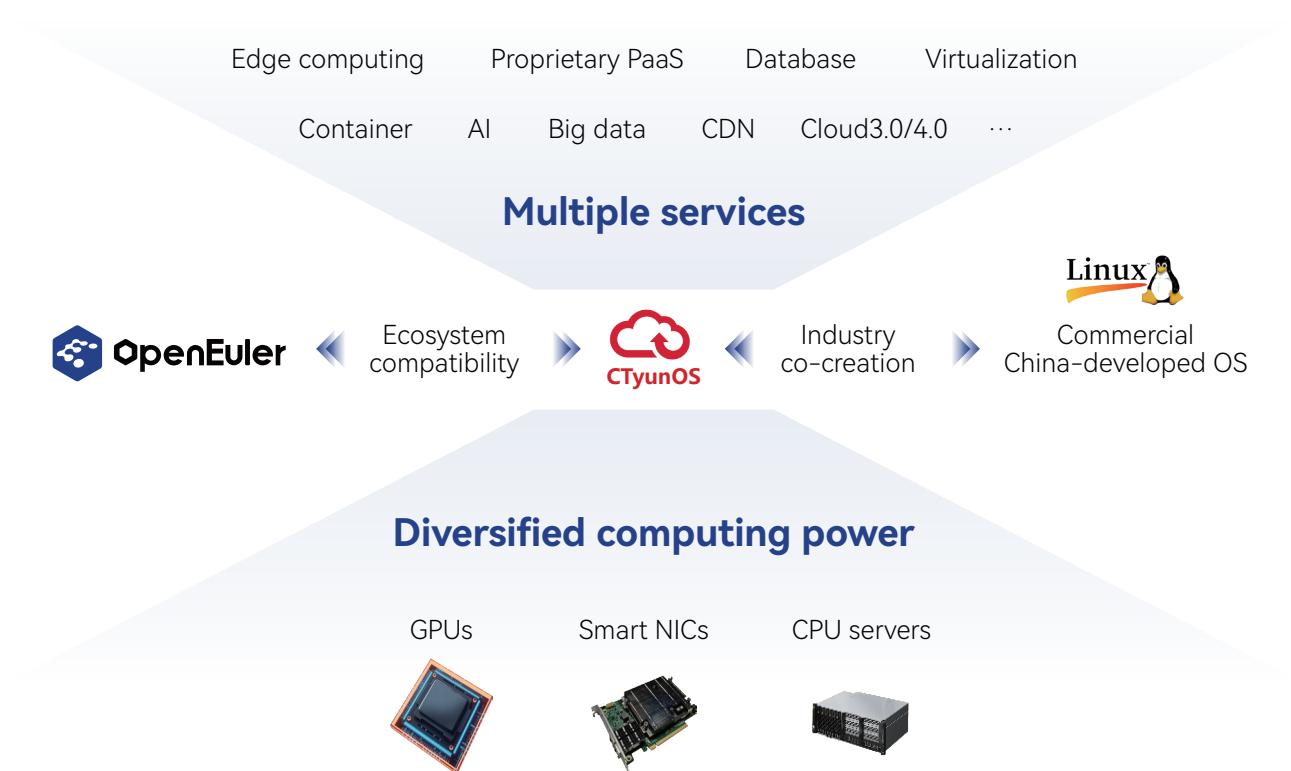 Edge computing Proprietary PaaS Database Virtualization
Container AI Big data CDN Cloud3.0/4.0 ···
Multiple services
Linux
OpenEuler
Ecosystem
compatibility
CTyunOS
Industry
co-creation
Commercial
China-developed OS
Diversified computing power
GPUs Smart NICs CPU servers